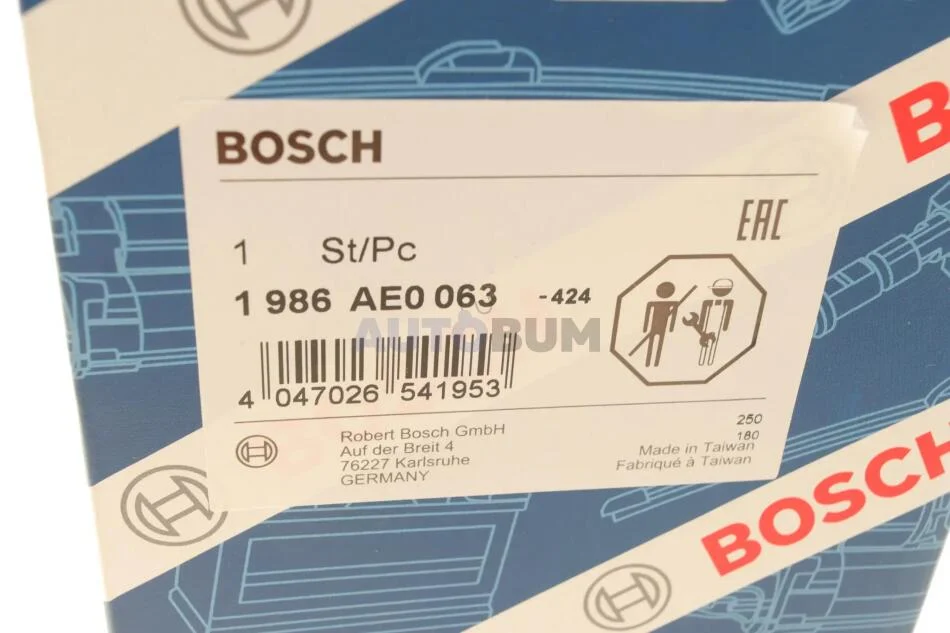 BOSCH
BOSCH
EAC
1 St/Pc
1 986 AE0 063 -424
AUTOBUM
4 047026 541953
Robert Bosch GmbH
Auf der Breit 4
76227 Karlsruhe
GERMANY
250
180
Made in Taiwan
Fabriqué à Taiwan
BOSCH